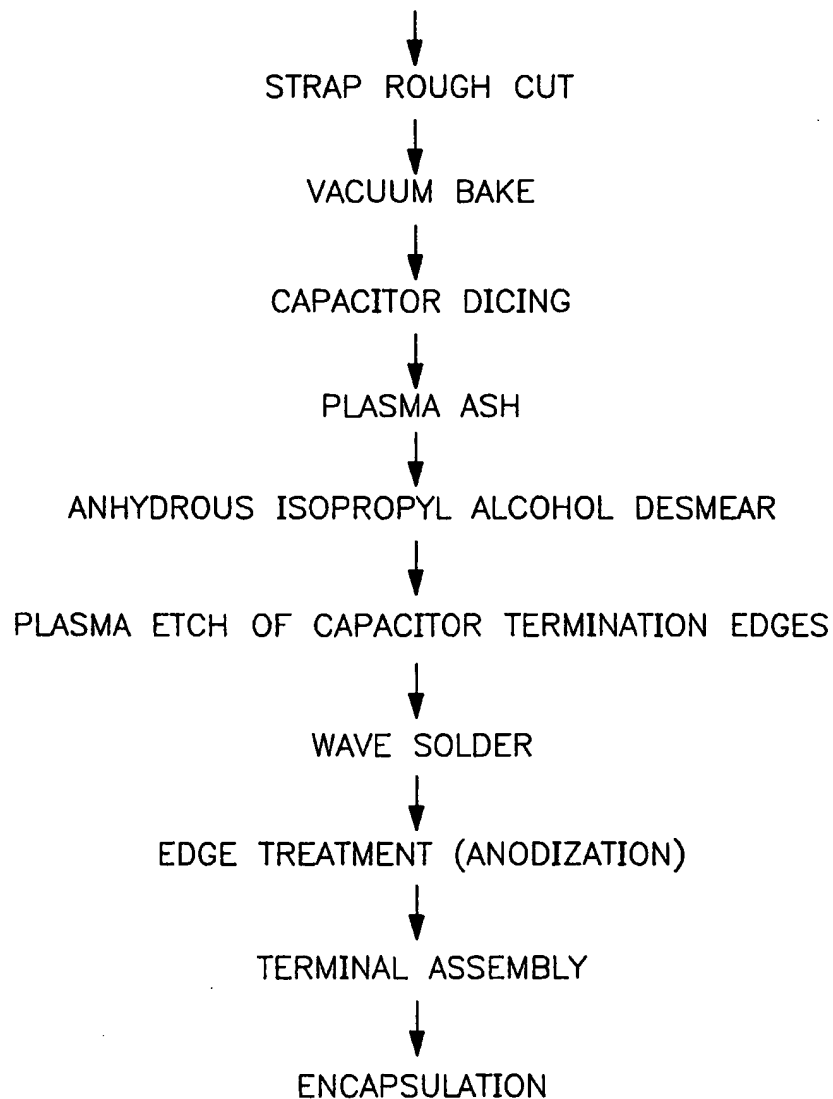 STRAP ROUGH CUT
VACUUM BAKE
CAPACITOR DICING
PLASMA ASH
ANHYDROUS ISOPROPYL ALCOHOL DESMEAR
PLASMA ETCH OF CAPACITOR TERMINATION EDGES
WAVE SOLDER
EDGE TREATMENT (ANODIZATION)
TERMINAL ASSEMBLY
ENCAPSULATION